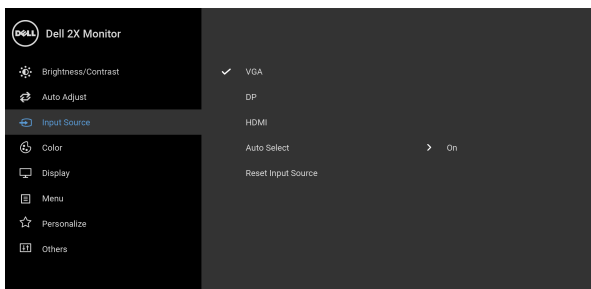 DELL Dell 2X Monitor
Brightness/Contrast VGA
Auto Adjust DP
Input Source HDMI
Color Auto Select On
Display Reset Input Source
Menu
Personalize
Others